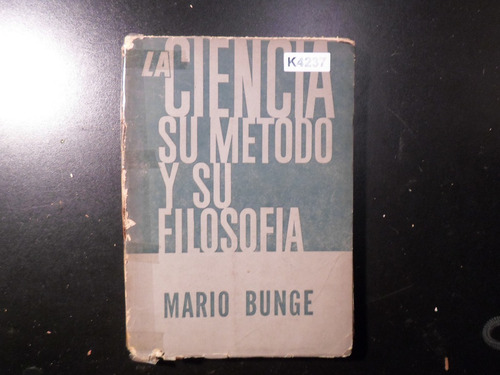 LA CIENCIA
K4237
SU METODO
Y SU
FILOSOFIA
MARIO BUNGE